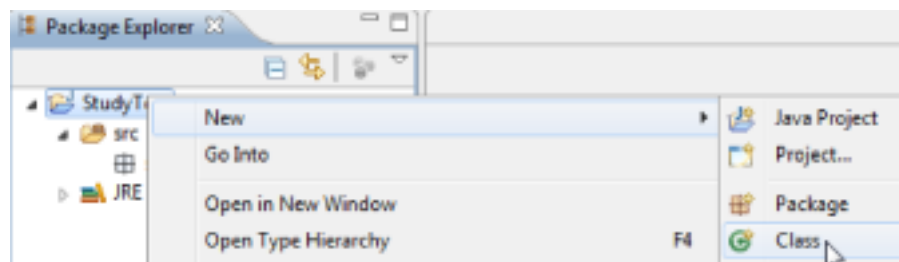 Package Explorer
StudyTe
New
Java Project
src
Go Into
Project...
JRE
Open in New Window
Package
Open Type Hierarchy F4
Class